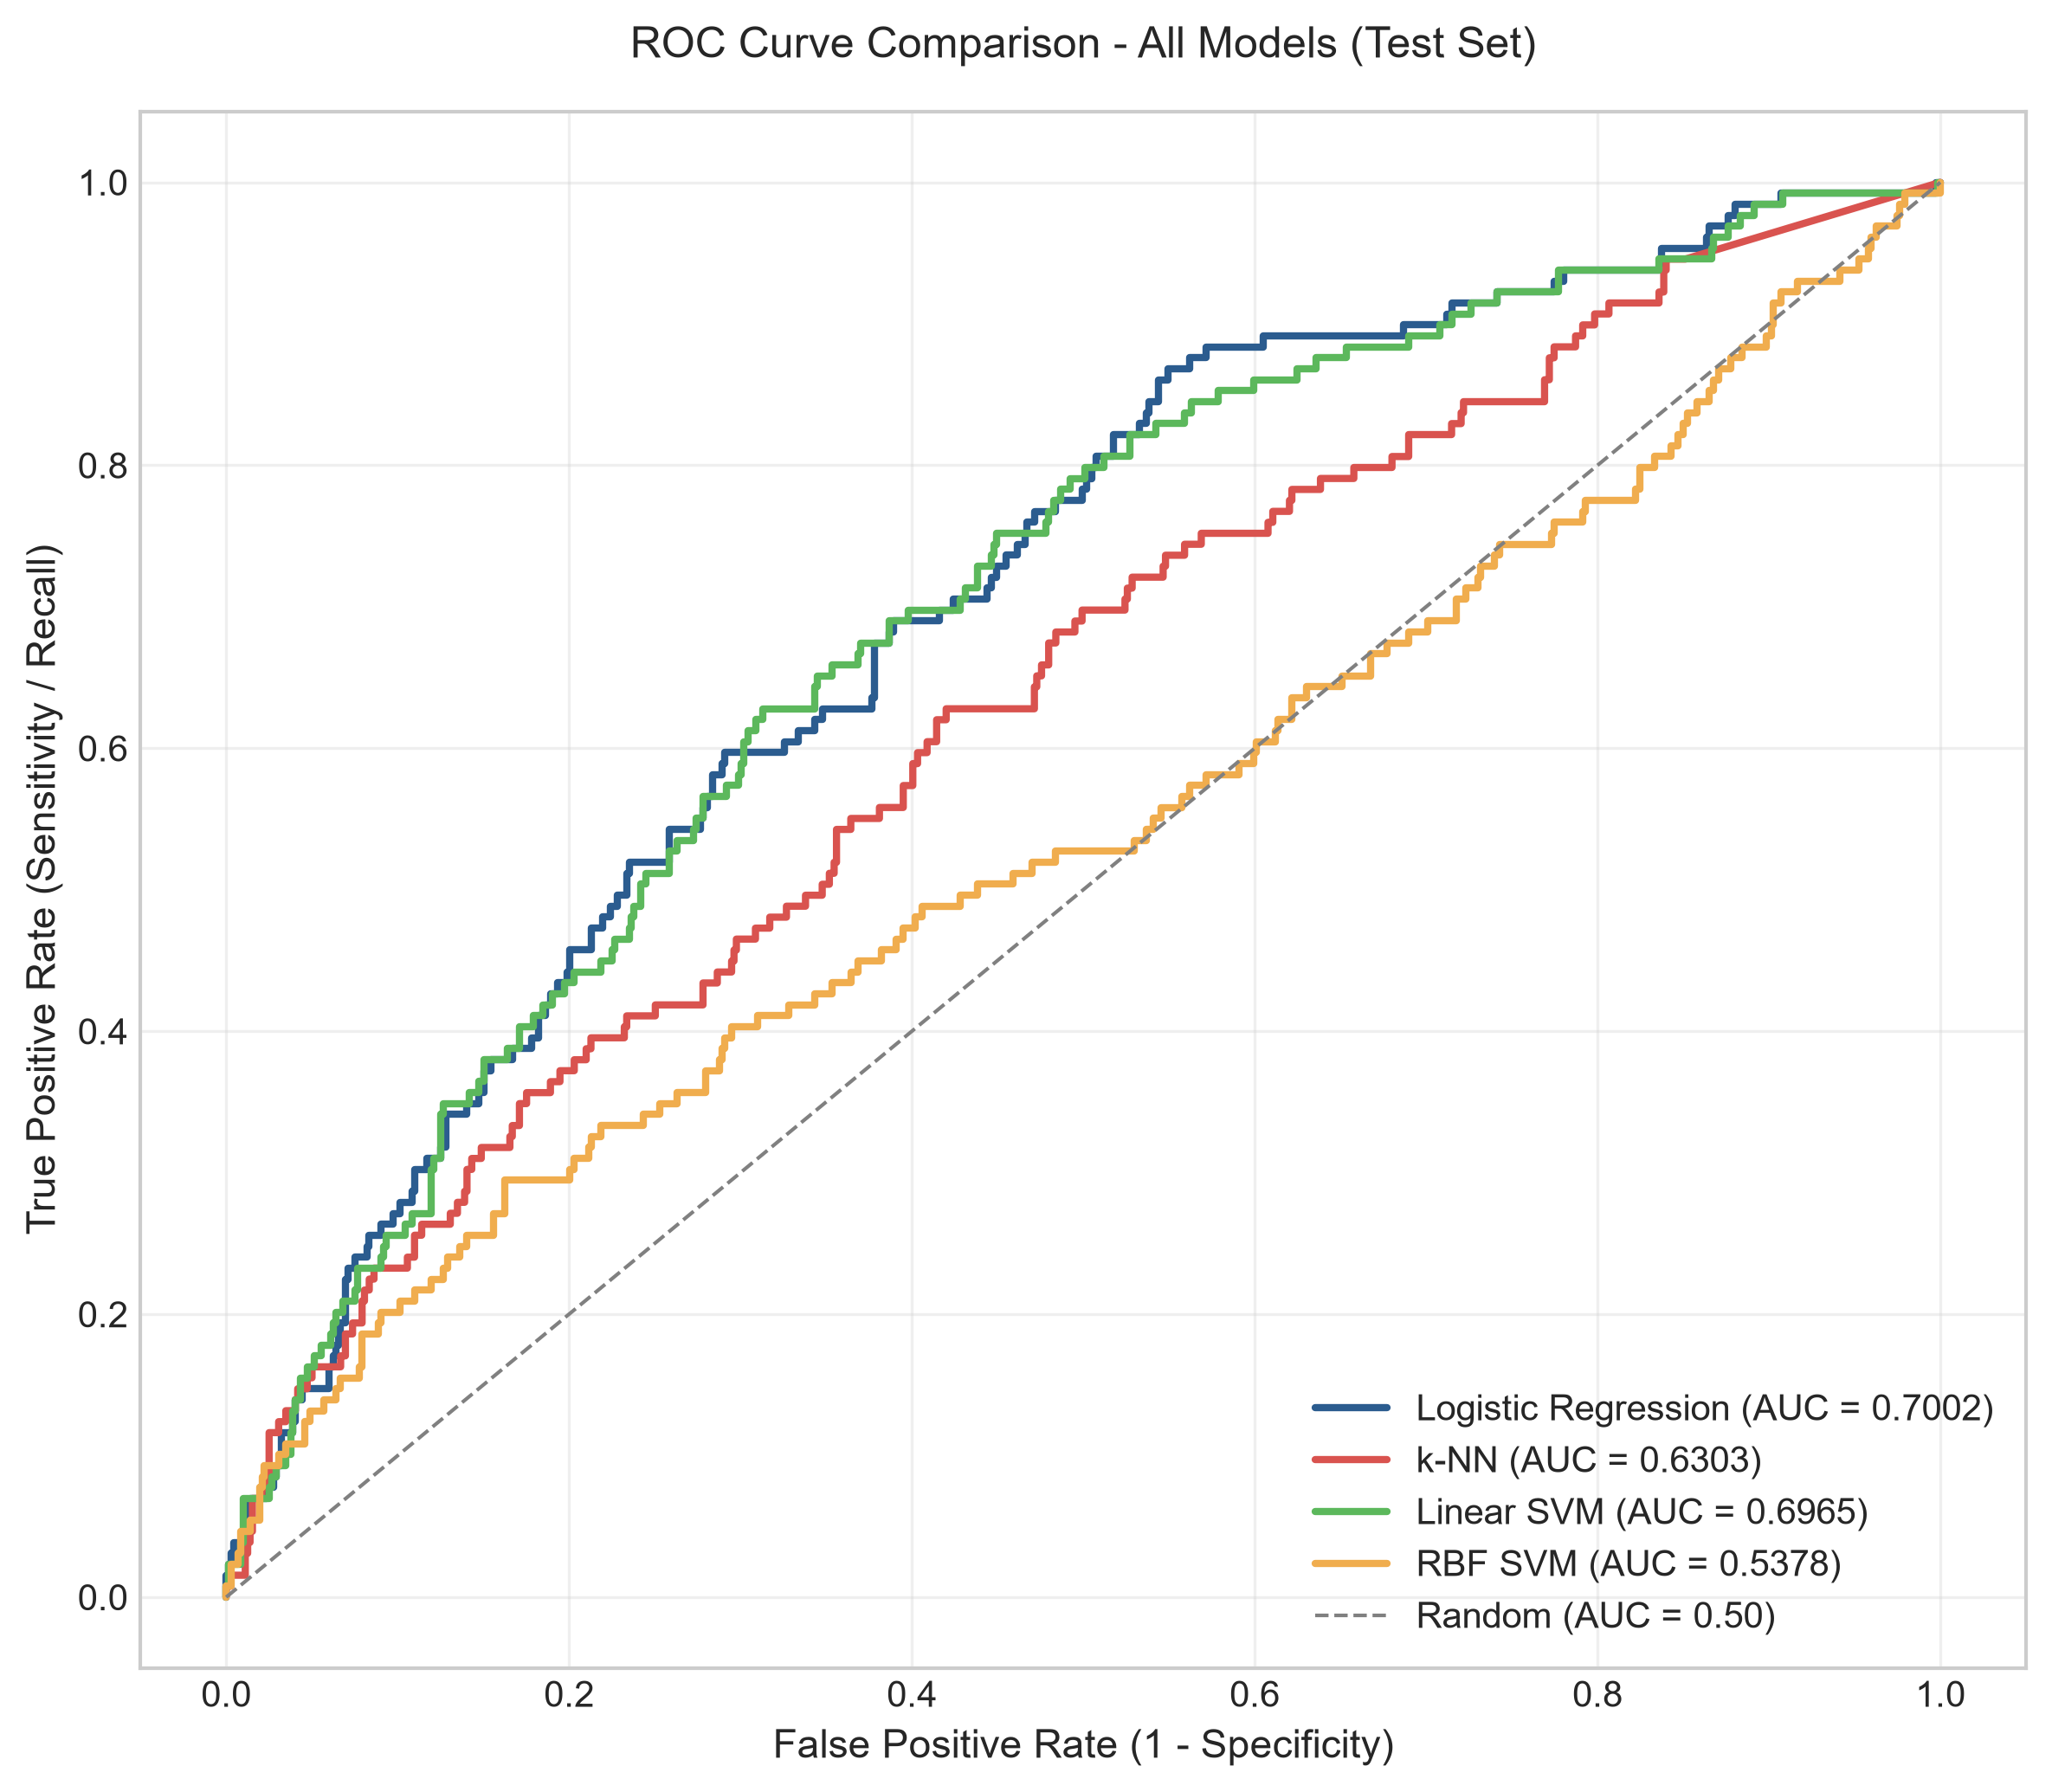 ROC Curve Comparison - All Models (Test Set)
True Positive Rate (Sensitivity / Recall)
1.0
0.8
0.6
0.4
0.2
0.0
Logistic Regression (AUC = 0.7002)
k-NN (AUC = 0.6303)
Linear SVM (AUC = 0.6965)
RBF SVM (AUC = 0.5378)
Random (AUC = 0.50)
0.0 0.2 0.4 0.6 0.8 1.0
False Positive Rate (1 - Specificity)